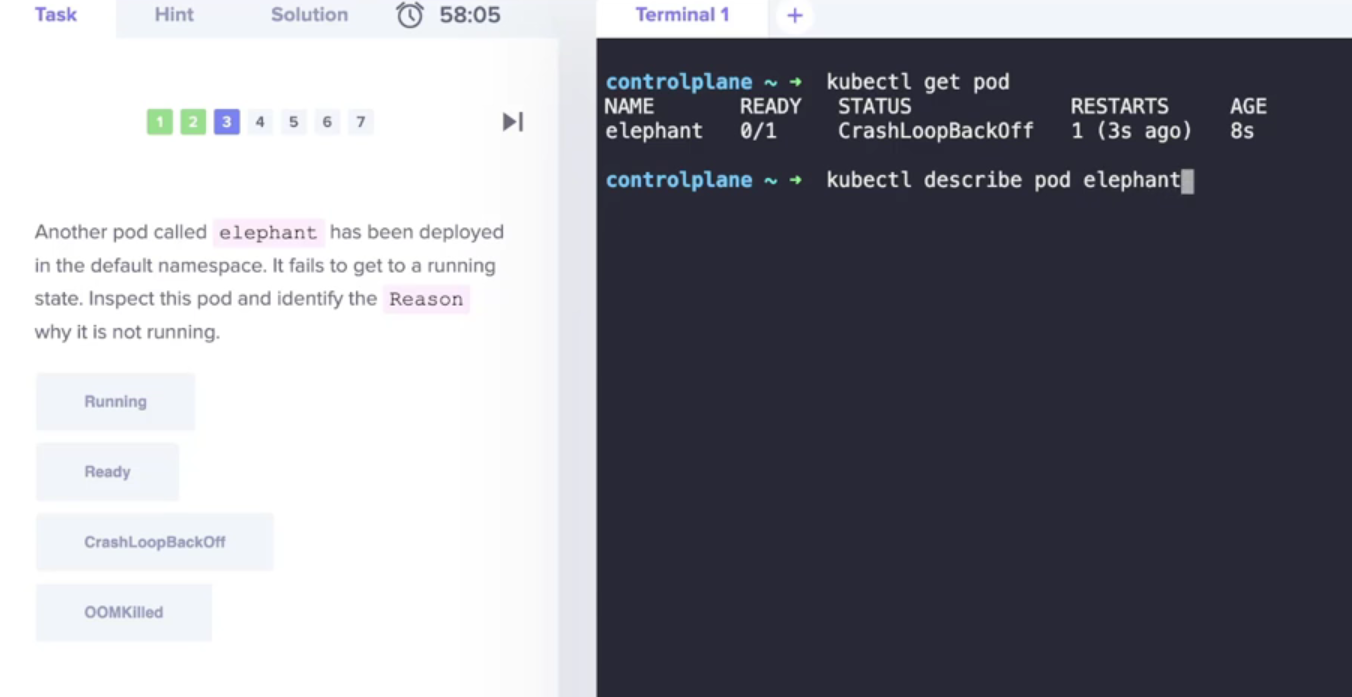 Task Hint Solution 58:05
1 2 3 4 5 6 7
Another pod called elephant has been deployed
in the default namespace. It fails to get to a running
state. Inspect this pod and identify the Reason
why it is not running.
Running
Ready
CrashLoopBackOff
OOMKilled
Terminal 1 +
controlplane ~ ➜ kubectl get pod
NAME READY STATUS RESTARTS AGE
elephant 0/1 CrashLoopBackOff 1 (3s ago) 8s
controlplane ~ ➜ kubectl describe pod elephant